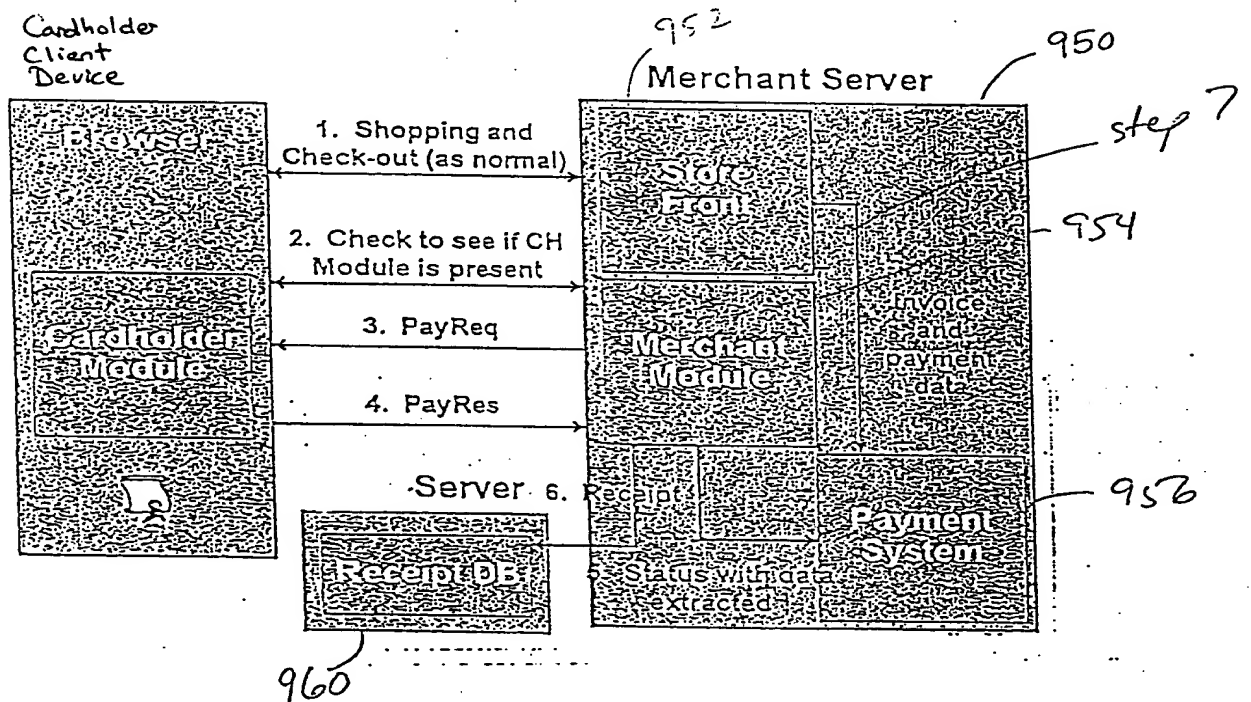 Cardholder
Client
Device
952
950
Merchant Server
step 7
Browse
1. Shopping and
Check-out (as normal)
Store
Front
954
2. Check to see if CH
Module is present
Invoice
and
payment
data
Cardholder
Module
3. PayReq
Merchant
Module
4. PayRes
Server
6. Receipt
956
Payment
System
Receipt DB
5. Status with data
extracted
960